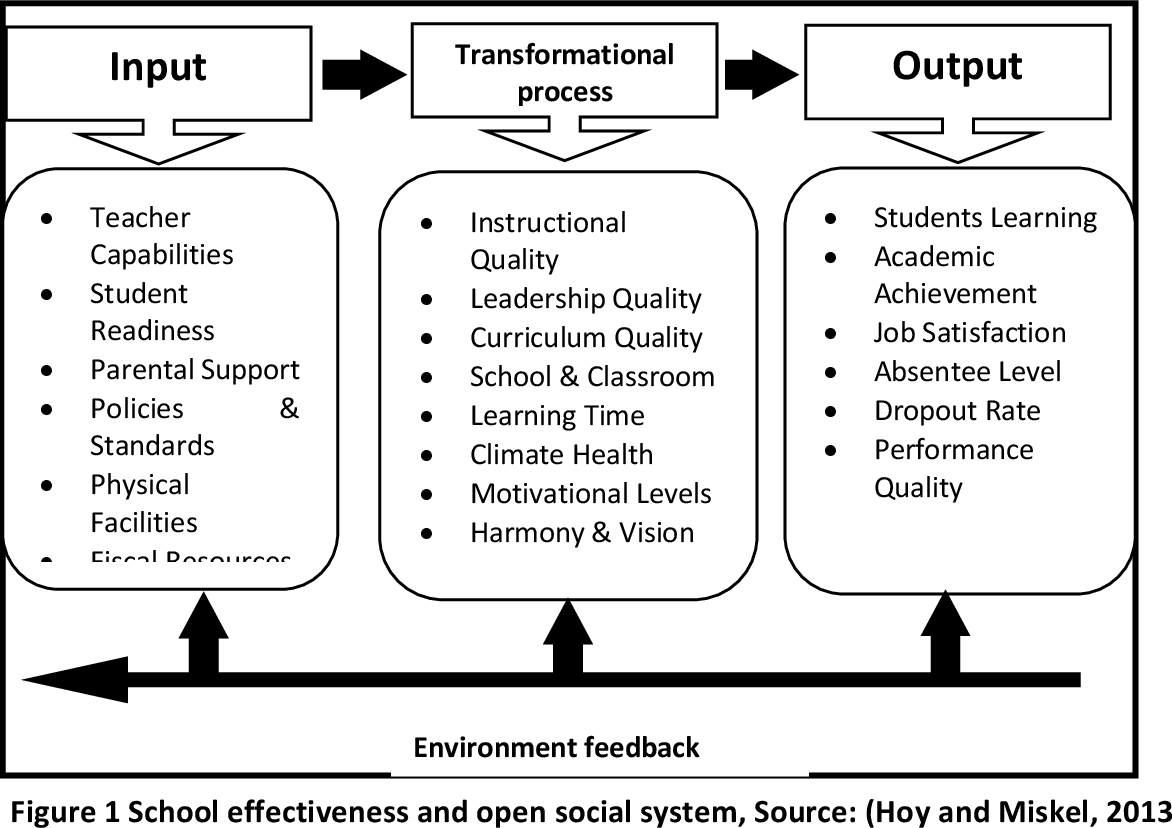 Input
Transformational
process
Output
• Teacher
Capabilities
• Student
Readiness
• Parental Support
• Policies &
Standards
• Physical
Facilities
• Fiscal Resources
• Instructional
Quality
• Leadership Quality
• Curriculum Quality
• School & Classroom
• Learning Time
• Climate Health
• Motivational Levels
• Harmony & Vision
• Students Learning
• Academic
Achievement
• Job Satisfaction
• Absentee Level
• Dropout Rate
• Performance
Quality
Environment feedback
Figure 1 School effectiveness and open social system, Source: (Hoy and Miskel, 2013